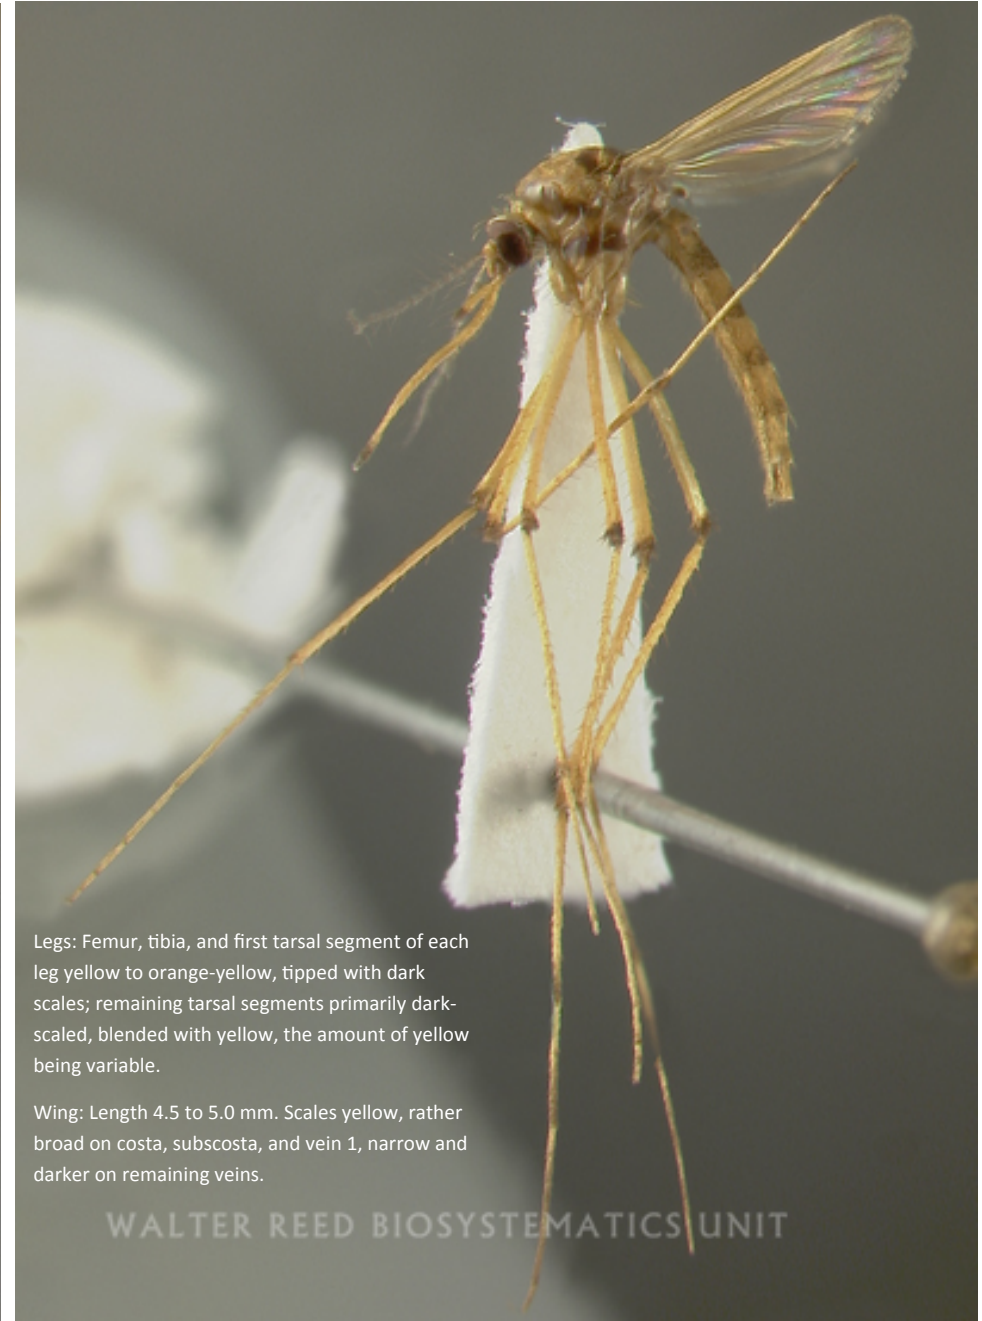 Legs: Femur, tibia, and first tarsal segment of each
leg yellow to orange-yellow, tipped with dark
scales; remaining tarsal segments primarily dark-
scaled, blended with yellow, the amount of yellow
being variable.
Wing: Length 4.5 to 5.0 mm. Scales yellow, rather
broad on costa, subscosta, and vein 1, narrow and
darker on remaining veins.
WALTER REED BIOSYSTEMATICS UNIT